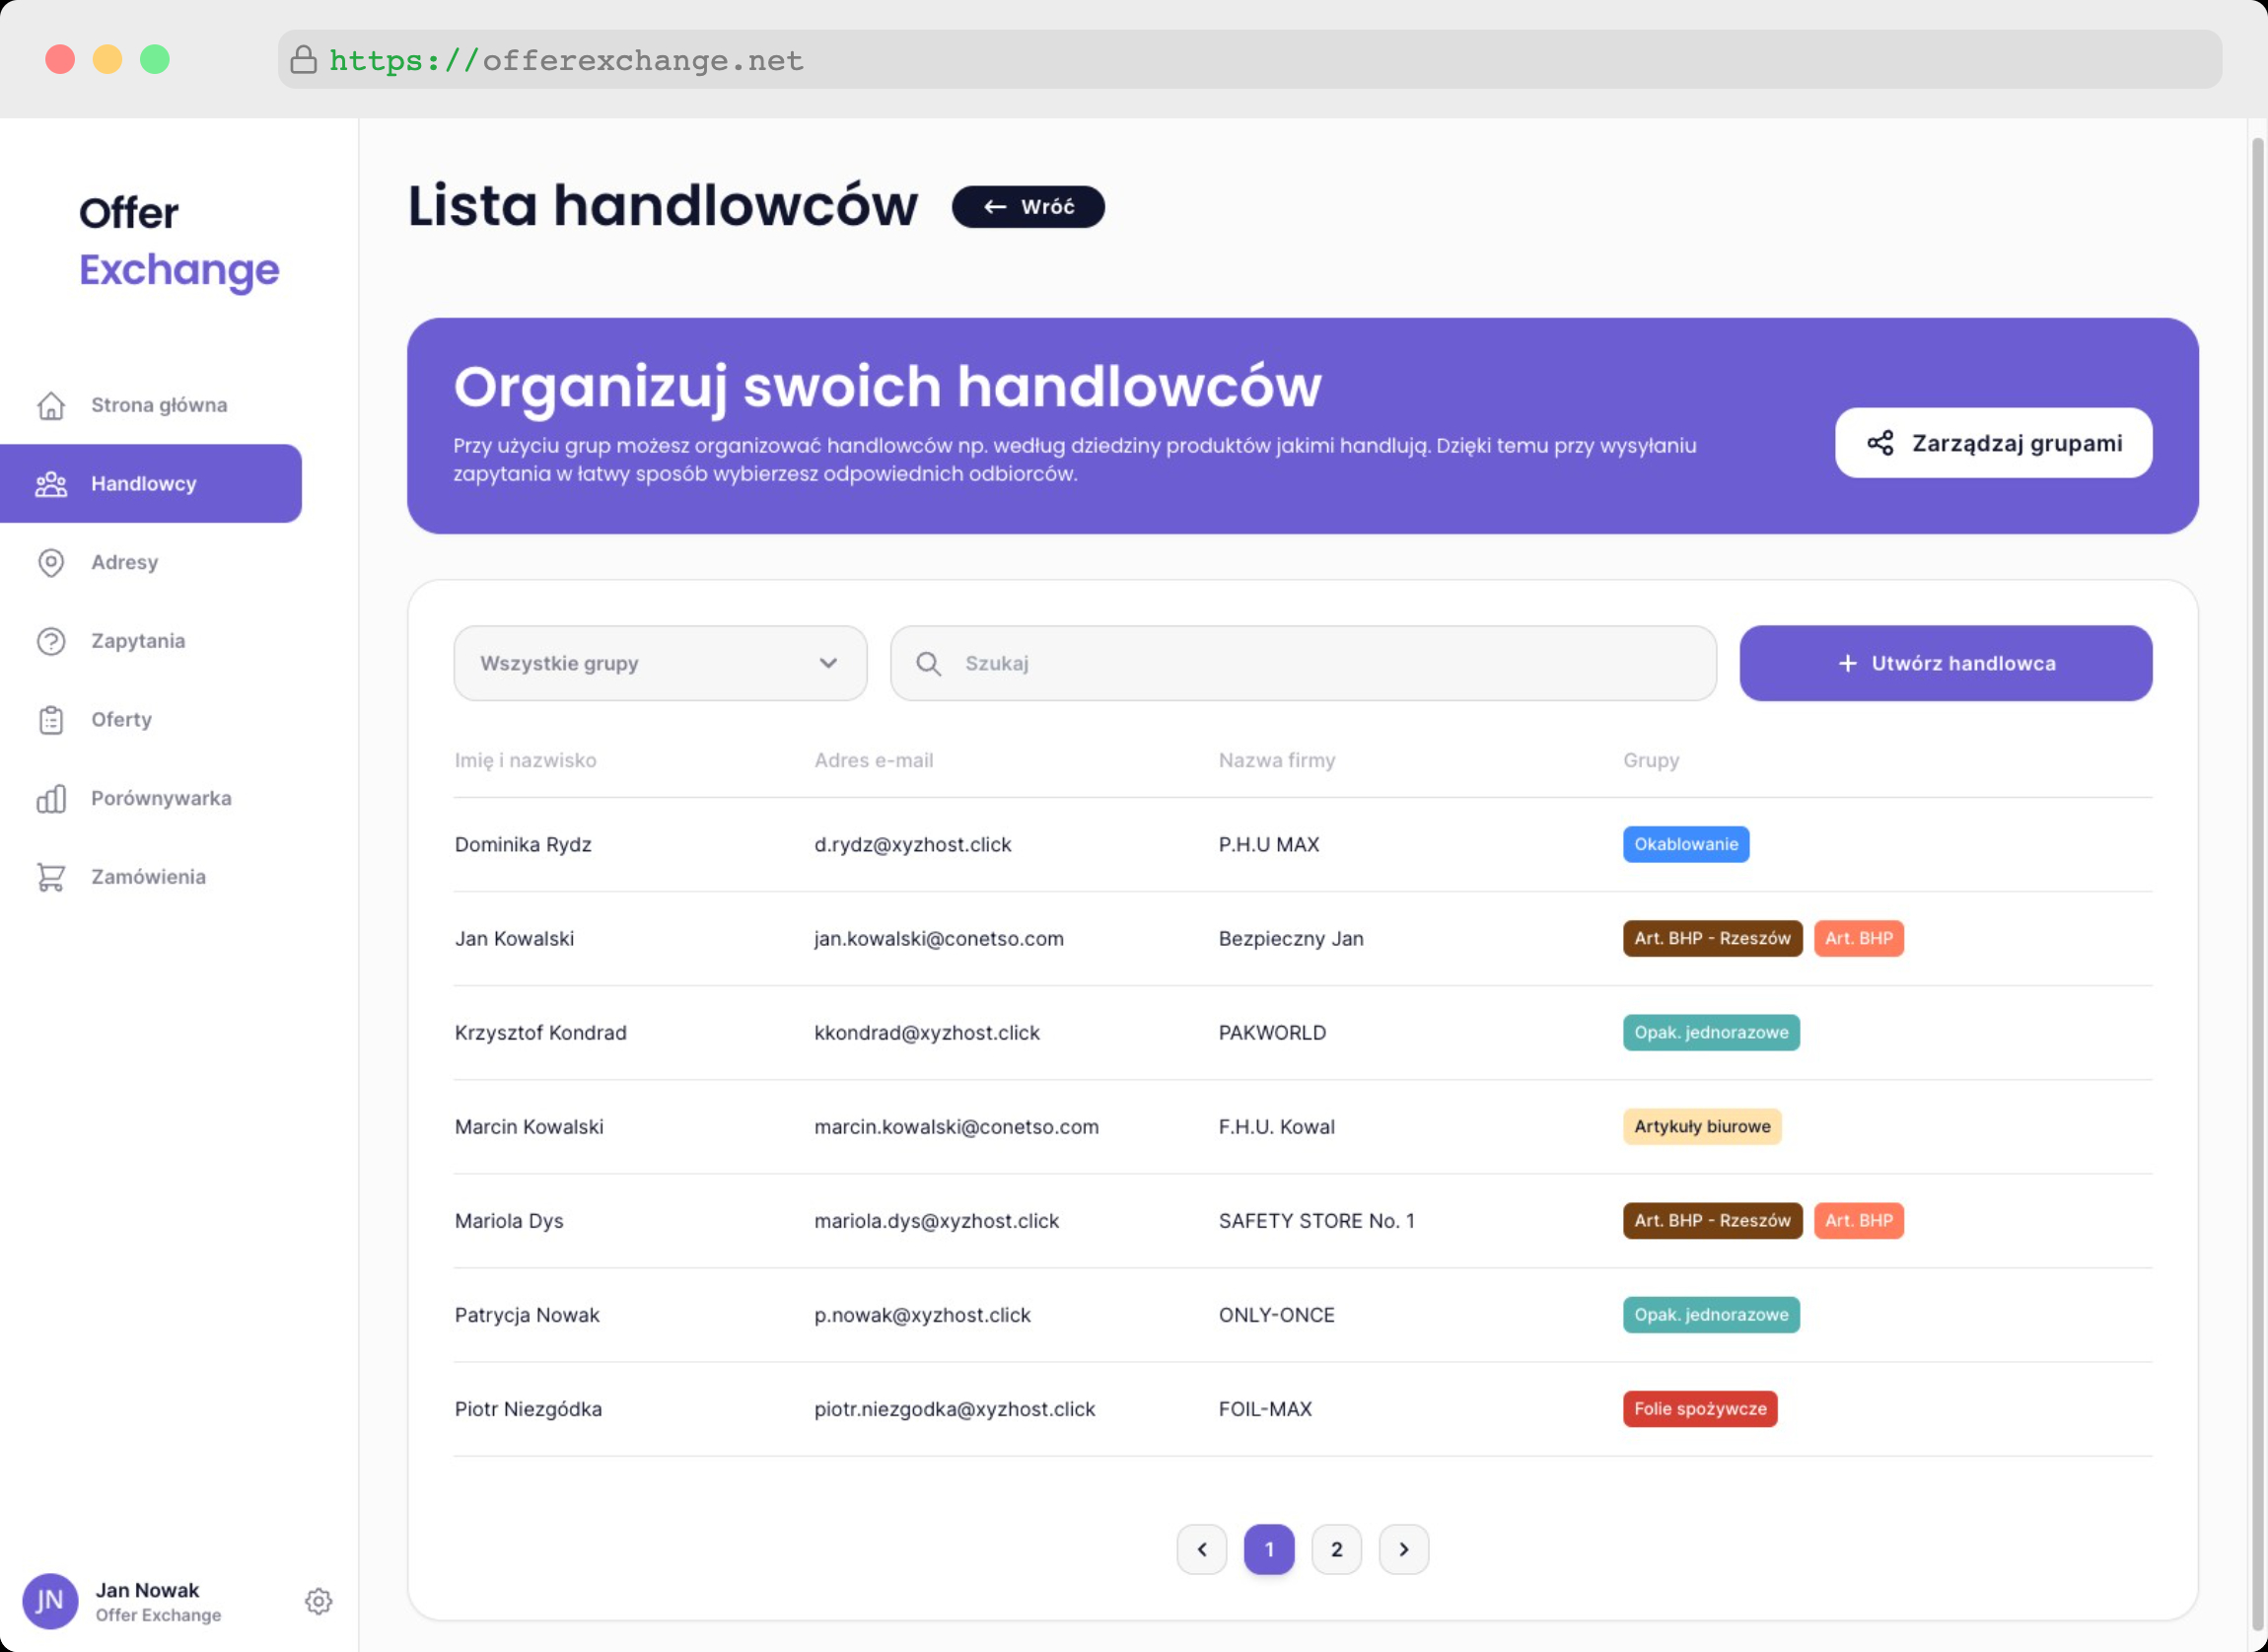 https://offerexchange.net
Offer
Exchange
Strona główna
Handlowcy
Adresy
Zapytania
Oferty
Porównywarka
Zamówienia
JN
Jan Nowak
Offer Exchange
Lista handlowców
← Wróć
Organizuj swoich handlowców
Przy użyciu grup możesz organizować handlowców np. według dziedziny produktów jakimi handlują. Dzięki temu przy wysyłaniu
zapytania w łatwy sposób wybierzesz odpowiednich odbiorców.
Zarządzaj grupami
Wszystkie grupy
Szukaj
+ Utwórz handlowca
Imię i nazwisko Adres e-mail Nazwa firmy Grupy
Dominika Rydz d.rydz@xyzhost.click P.H.U MAX Okablowanie
Jan Kowalski jan.kowalski@conetso.com Bezpieczny Jan Art. BHP - Rzeszów Art. BHP
Krzysztof Kondrad kkondrad@xyzhost.click PAKWORLD Opak. jednorazowe
Marcin Kowalski marcin.kowalski@conetso.com F.H.U. Kowal Artykuły biurowe
Mariola Dys mariola.dys@xyzhost.click SAFETY STORE No. 1 Art. BHP - Rzeszów Art. BHP
Patrycja Nowak p.nowak@xyzhost.click ONLY-ONCE Opak. jednorazowe
Piotr Niezgódka piotr.niezgodka@xyzhost.click FOIL-MAX Folie spożywcze
1 2